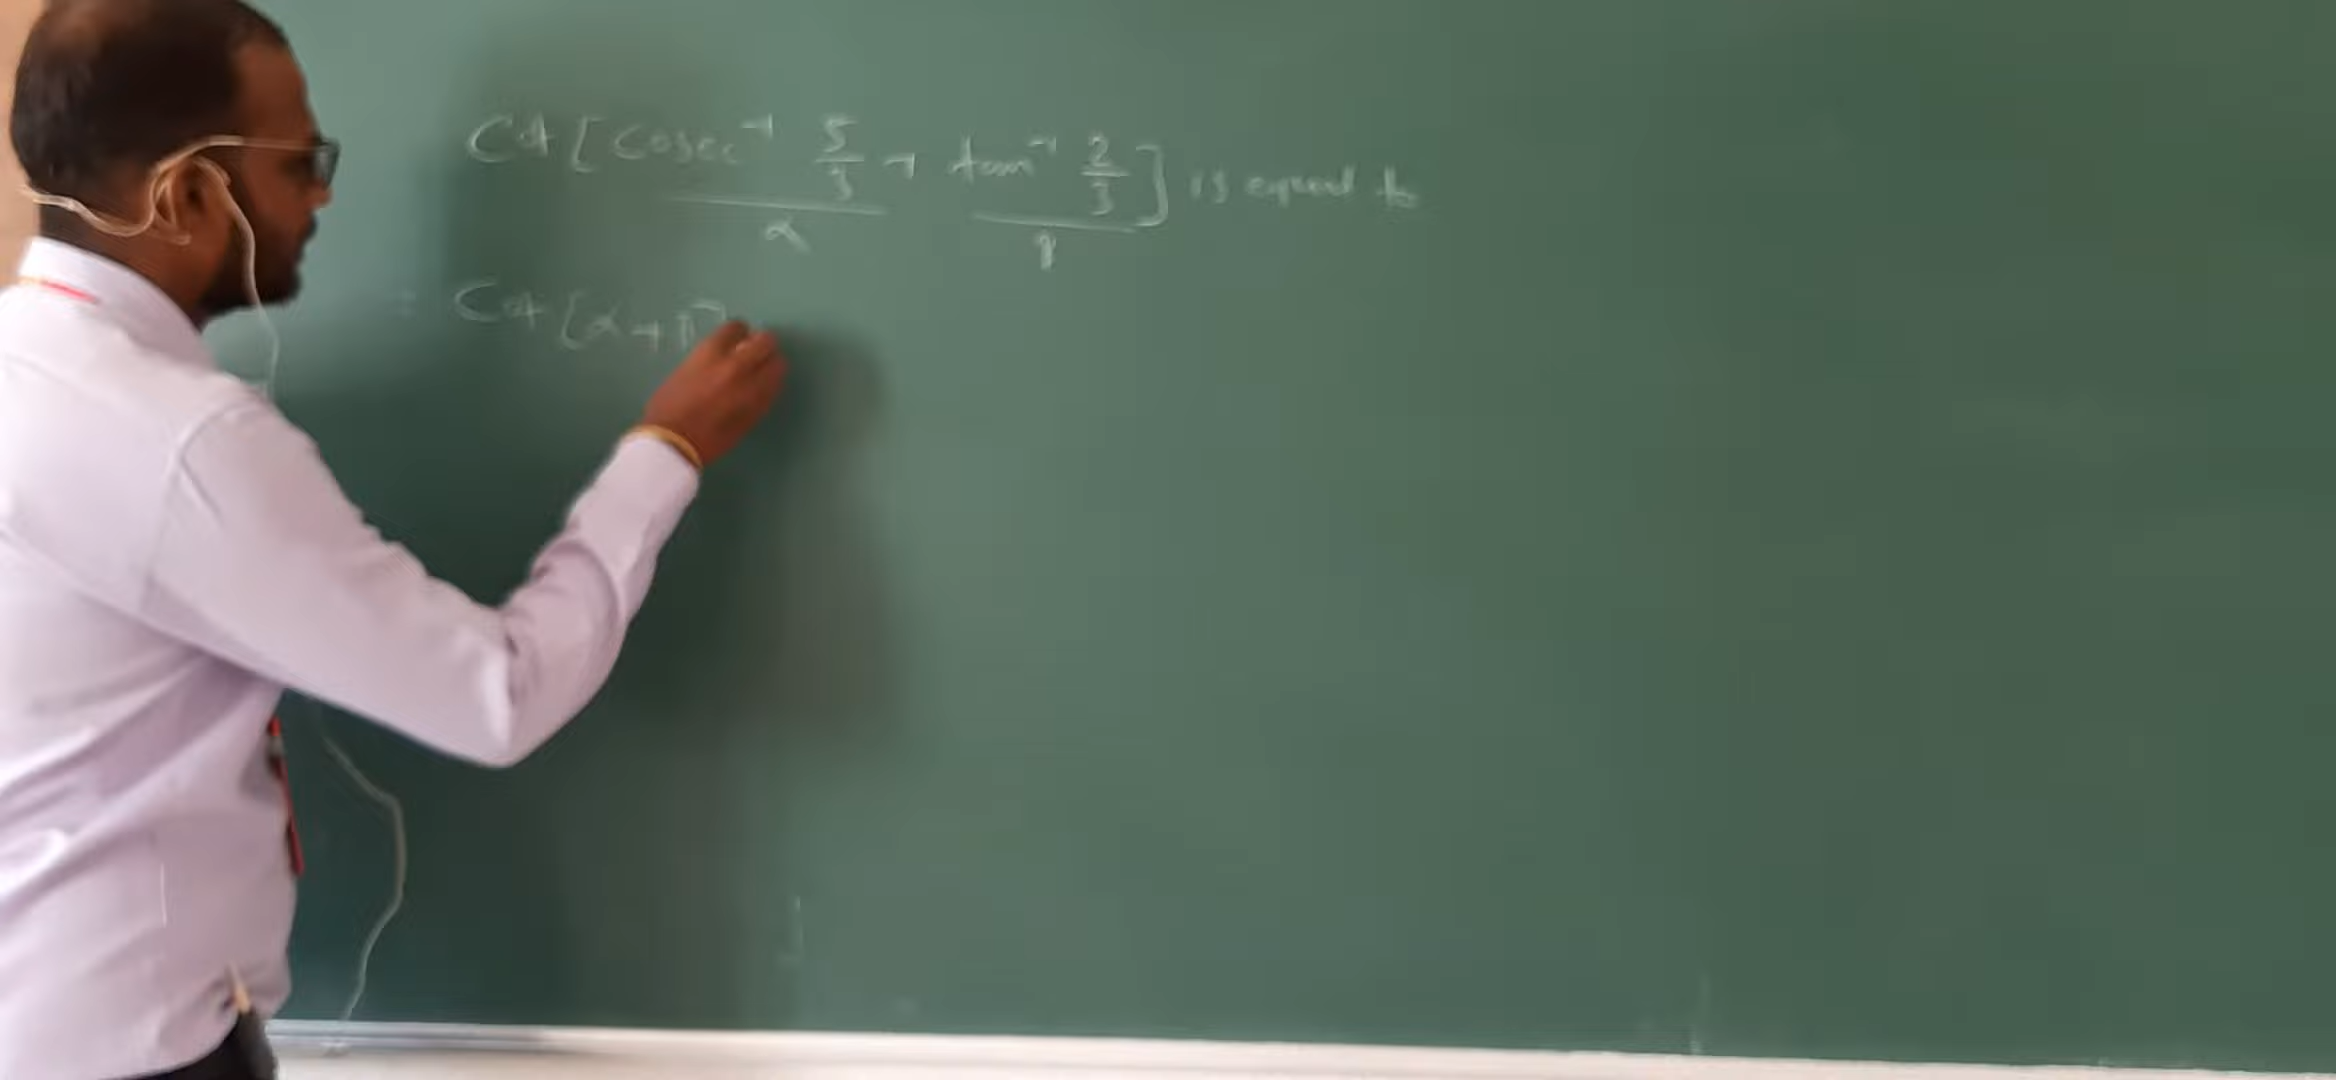 Cot [Cosec⁻¹ 5/3 + tan⁻¹ 2/3] is equal to
α β
= Cot [α + β]